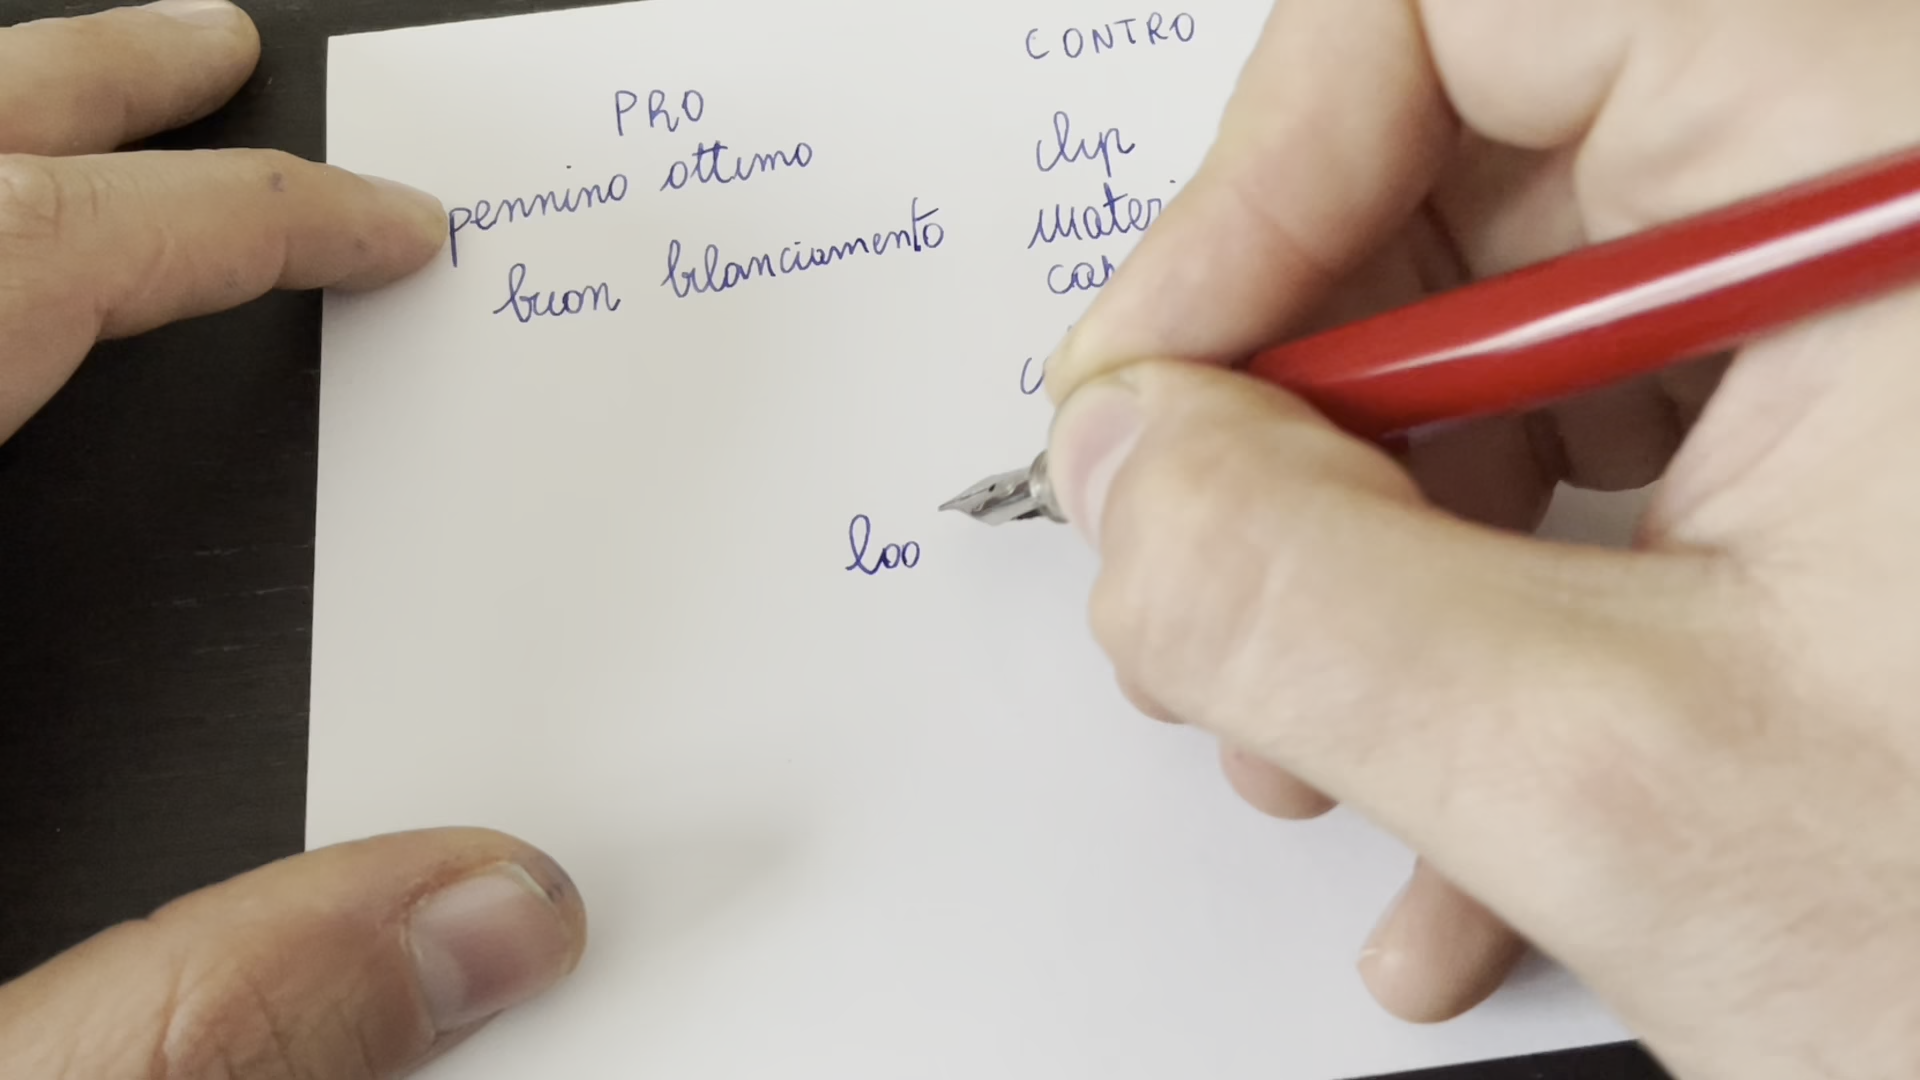 PRO
pennino ottimo
buon bilanciamento
CONTRO
clip
loo